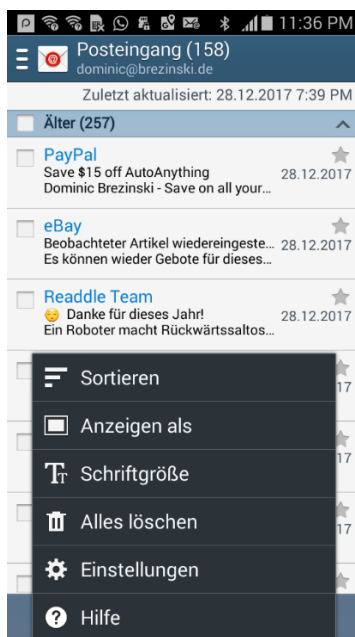 11:36 PM
Posteingang (158)
dominic@brezinski.de
Zuletzt aktualisiert: 28.12.2017 7:39 PM
Älter (257)
PayPal
Save $15 off AutoAnything
28.12.2017
Dominic Brezinski - Save on all your...
eBay
Beobachteter Artikel wiedereingeste...
28.12.2017
Es können wieder Gebote für dieses...
Readdle Team
😌 Danke für dieses Jahr!
28.12.2017
Ein Roboter macht Rückwärtssaltos...
Sortieren
17
Anzeigen als
17
Schriftgröße
Alles löschen
17
Einstellungen
Hilfe